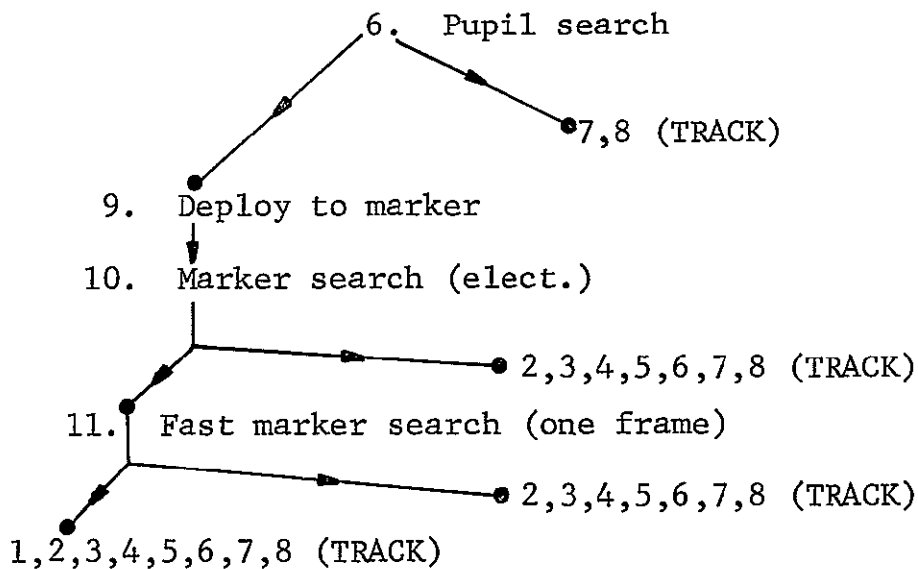 6. Pupil search
7,8 (TRACK)
9. Deploy to marker
10. Marker search (elect.)
2,3,4,5,6,7,8 (TRACK)
11. Fast marker search (one frame)
2,3,4,5,6,7,8 (TRACK)
1,2,3,4,5,6,7,8 (TRACK)